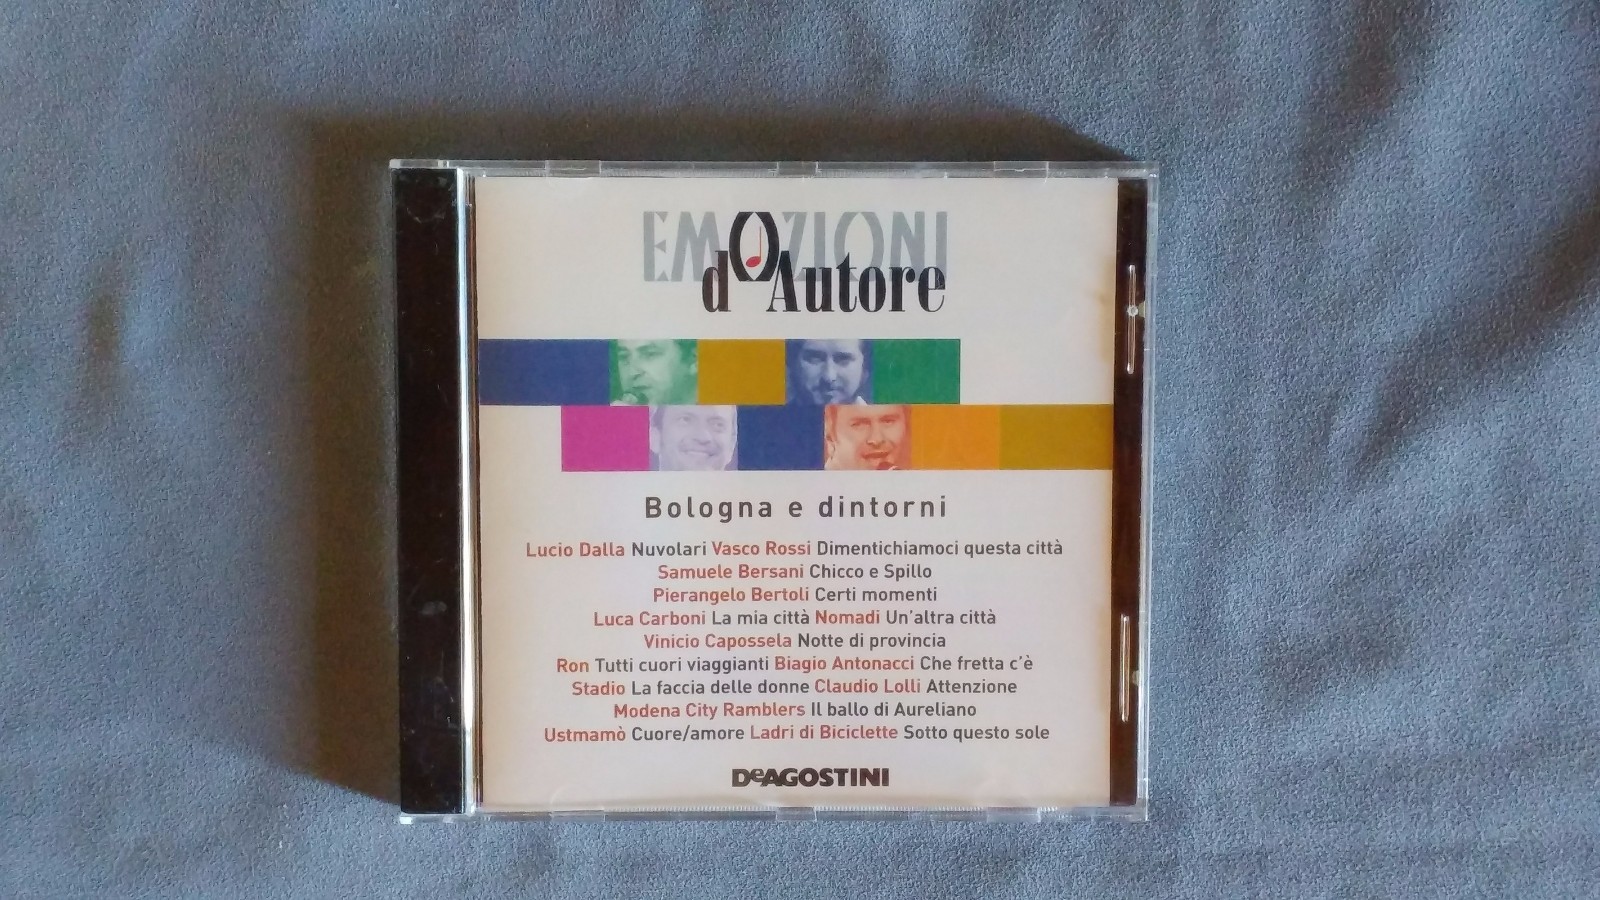 EMOZIONI
d'Autore
Bologna e dintorni
Lucio Dalla Nuvolari Vasco Rossi Dimentichiamoci questa città
Samuele Bersani Chicco e Spillo
Pierangelo Bertoli Certi momenti
Luca Carboni La mia città Nomadi Un'altra città
Vinicio Capossela Notte di provincia
Ron Tutti cuori viaggianti Biagio Antonacci Che fretta c'è
Stadio La faccia delle donne Claudio Lolli Attenzione
Modena City Ramblers Il ballo di Aureliano
Ustmamò Cuore/amore Ladri di Biciclette Sotto questo sole
DeAGOSTINI